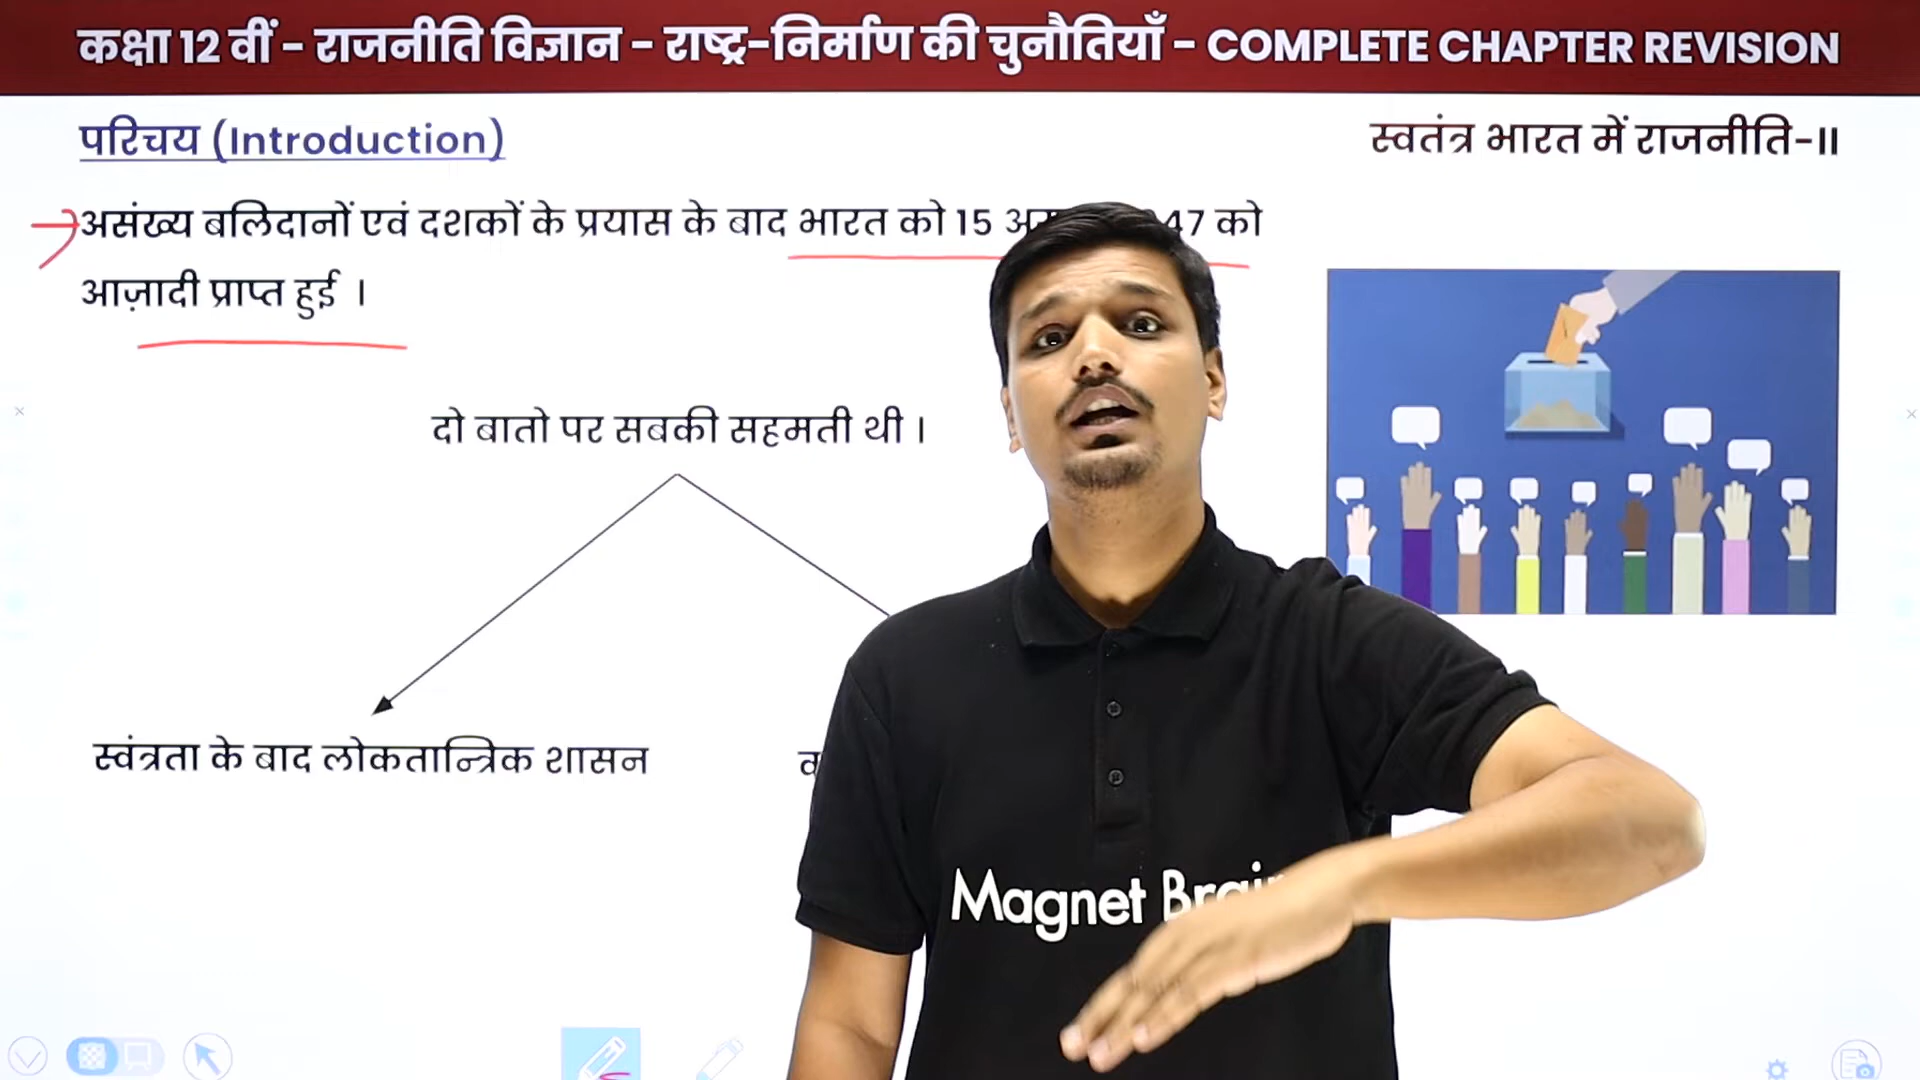 कक्षा 12 वीं - राजनीति विज्ञान - राष्ट्र-निर्माण की चुनौतियाँ - COMPLETE CHAPTER REVISION
परिचय (Introduction)
स्वतंत्र भारत में राजनीति-II
असंख्य बलिदानों एवं दशकों के प्रयास के बाद भारत को 15 47 को
आज़ादी प्राप्त हुई ।
दो बातो पर सबकी सहमती थी ।
स्वंत्रता के बाद लोकतान्त्रिक शासन
Magnet